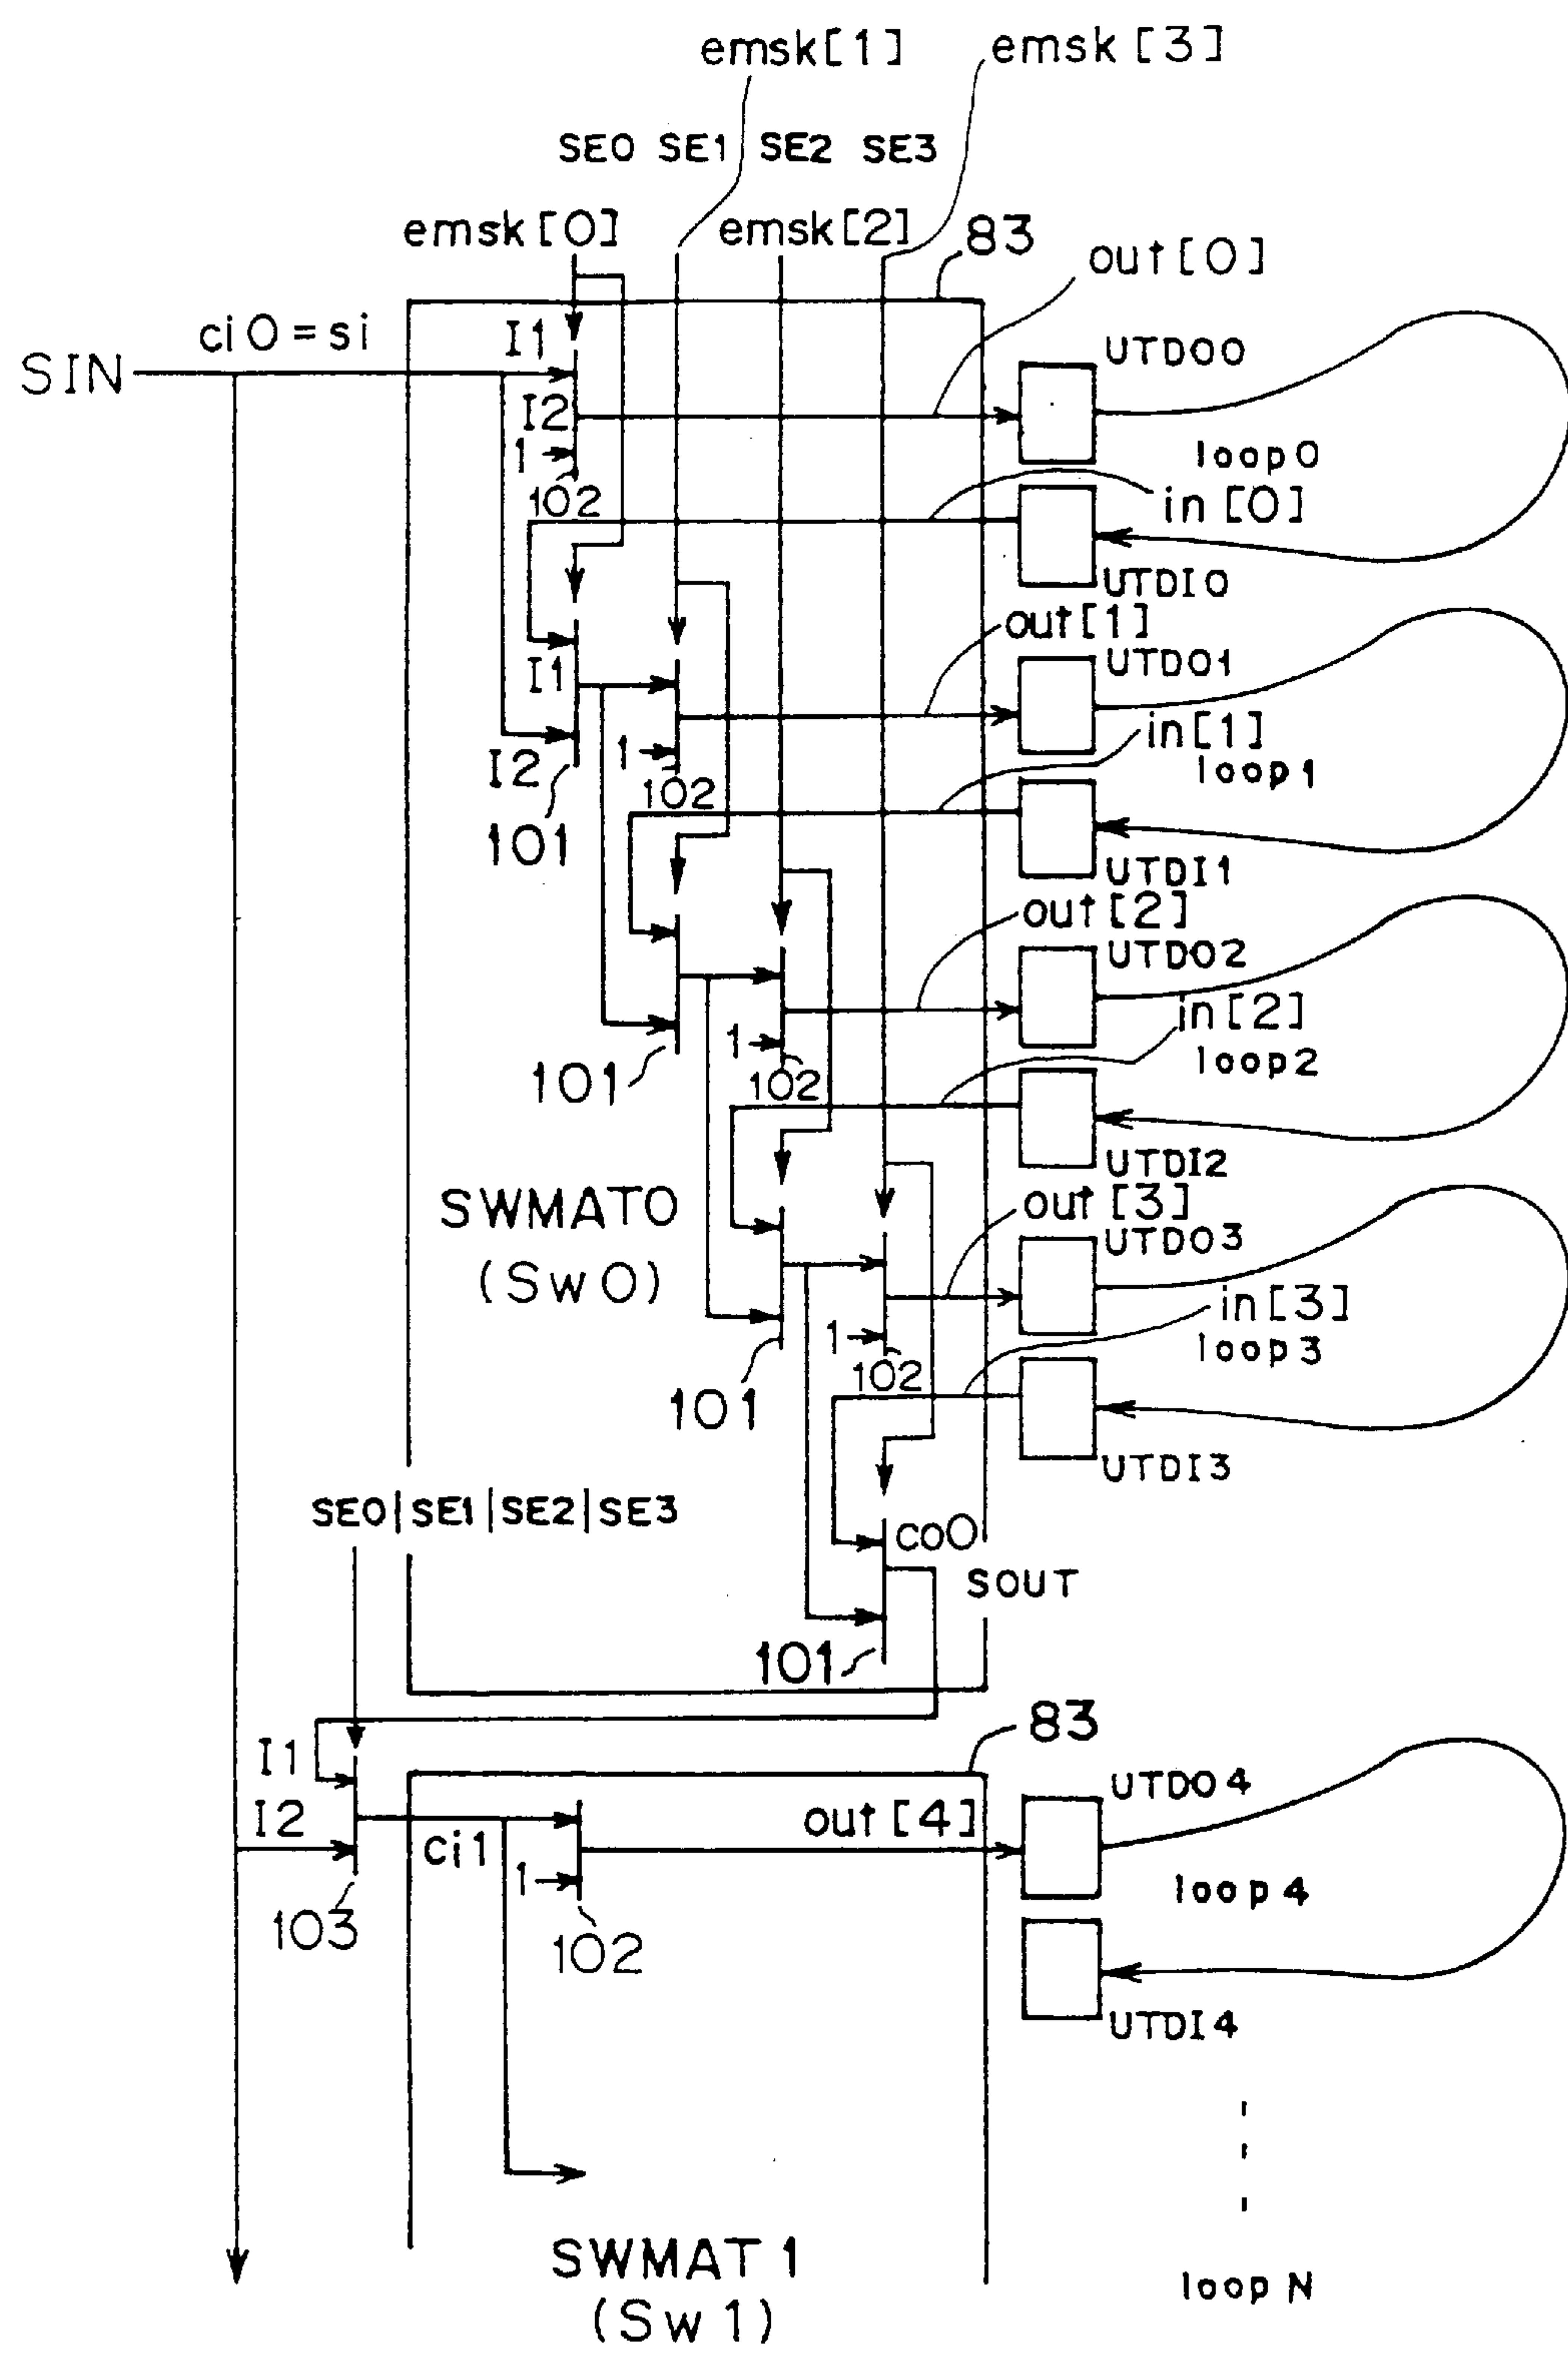 emsk[1]
emsk[3]
SE0 SE1 SE2 SE3
emsk[0]
emsk[2]
83
out[0]
ci0=si
SIN
I1
UTDO0
I2
1
loop0
102
in[0]
UTDI0
out[1]
UTDO1
I1
in[1]
I2
1
loop1
102
101
UTDI1
out[2]
UTDO2
in[2]
1
loop2
101
102
UTDI2
SWMAT0
out[3]
(Sw0)
UTDO3
in[3]
1
loop3
102
101
UTDI3
SE0|SE1|SE2|SE3
co0
SOUT
101
83
I1
UTDO4
I2
out[4]
ci1
1
loop4
103
102
UTDI4
SWMAT1
loopN
(Sw1)